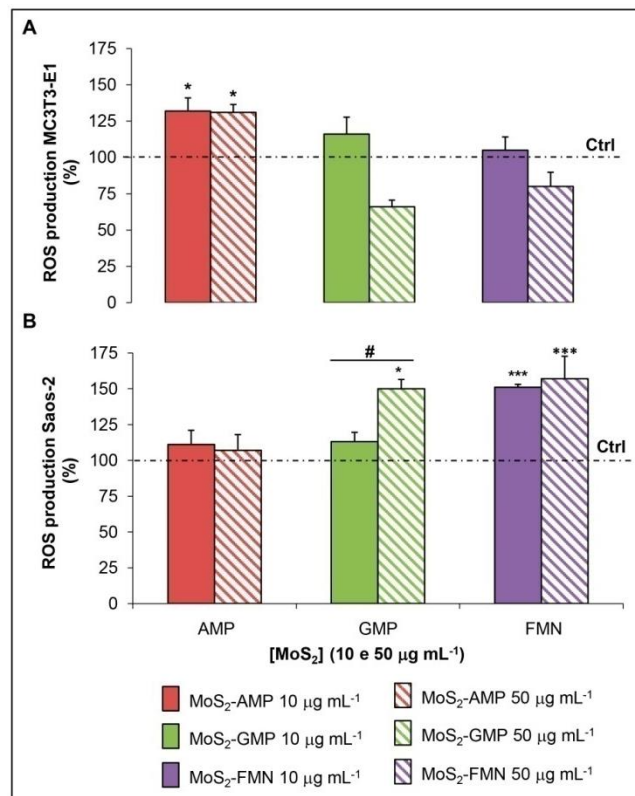 A
ROS production MC3T3-E1
(%)
175
150
125
100
75
50
25
0
* *
Ctrl
B
ROS production Saos-2
(%)
175
150
125
100
75
50
25
0
#
*
*** ***
Ctrl
AMP GMP FMN
[MoS₂] (10 e 50 µg mL⁻¹)
MoS₂-AMP 10 µg mL⁻¹ MoS₂-AMP 50 µg mL⁻¹
MoS₂-GMP 10 µg mL⁻¹ MoS₂-GMP 50 µg mL⁻¹
MoS₂-FMN 10 µg mL⁻¹ MoS₂-FMN 50 µg mL⁻¹